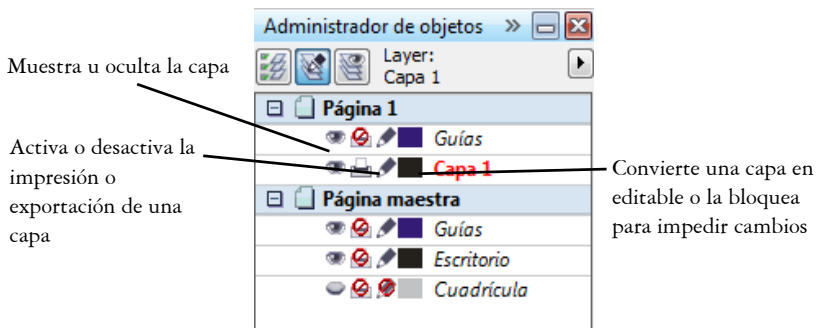 Administrador de objetos
Layer:
Capa 1
Muestra u oculta la capa
Página 1
Guías
Activa o desactiva la
impresión o
exportación de una
capa
Capa 1
Convierte una capa en
editable o la bloquea
para impedir cambios
Página maestra
Guías
Escritorio
Cuadrícula